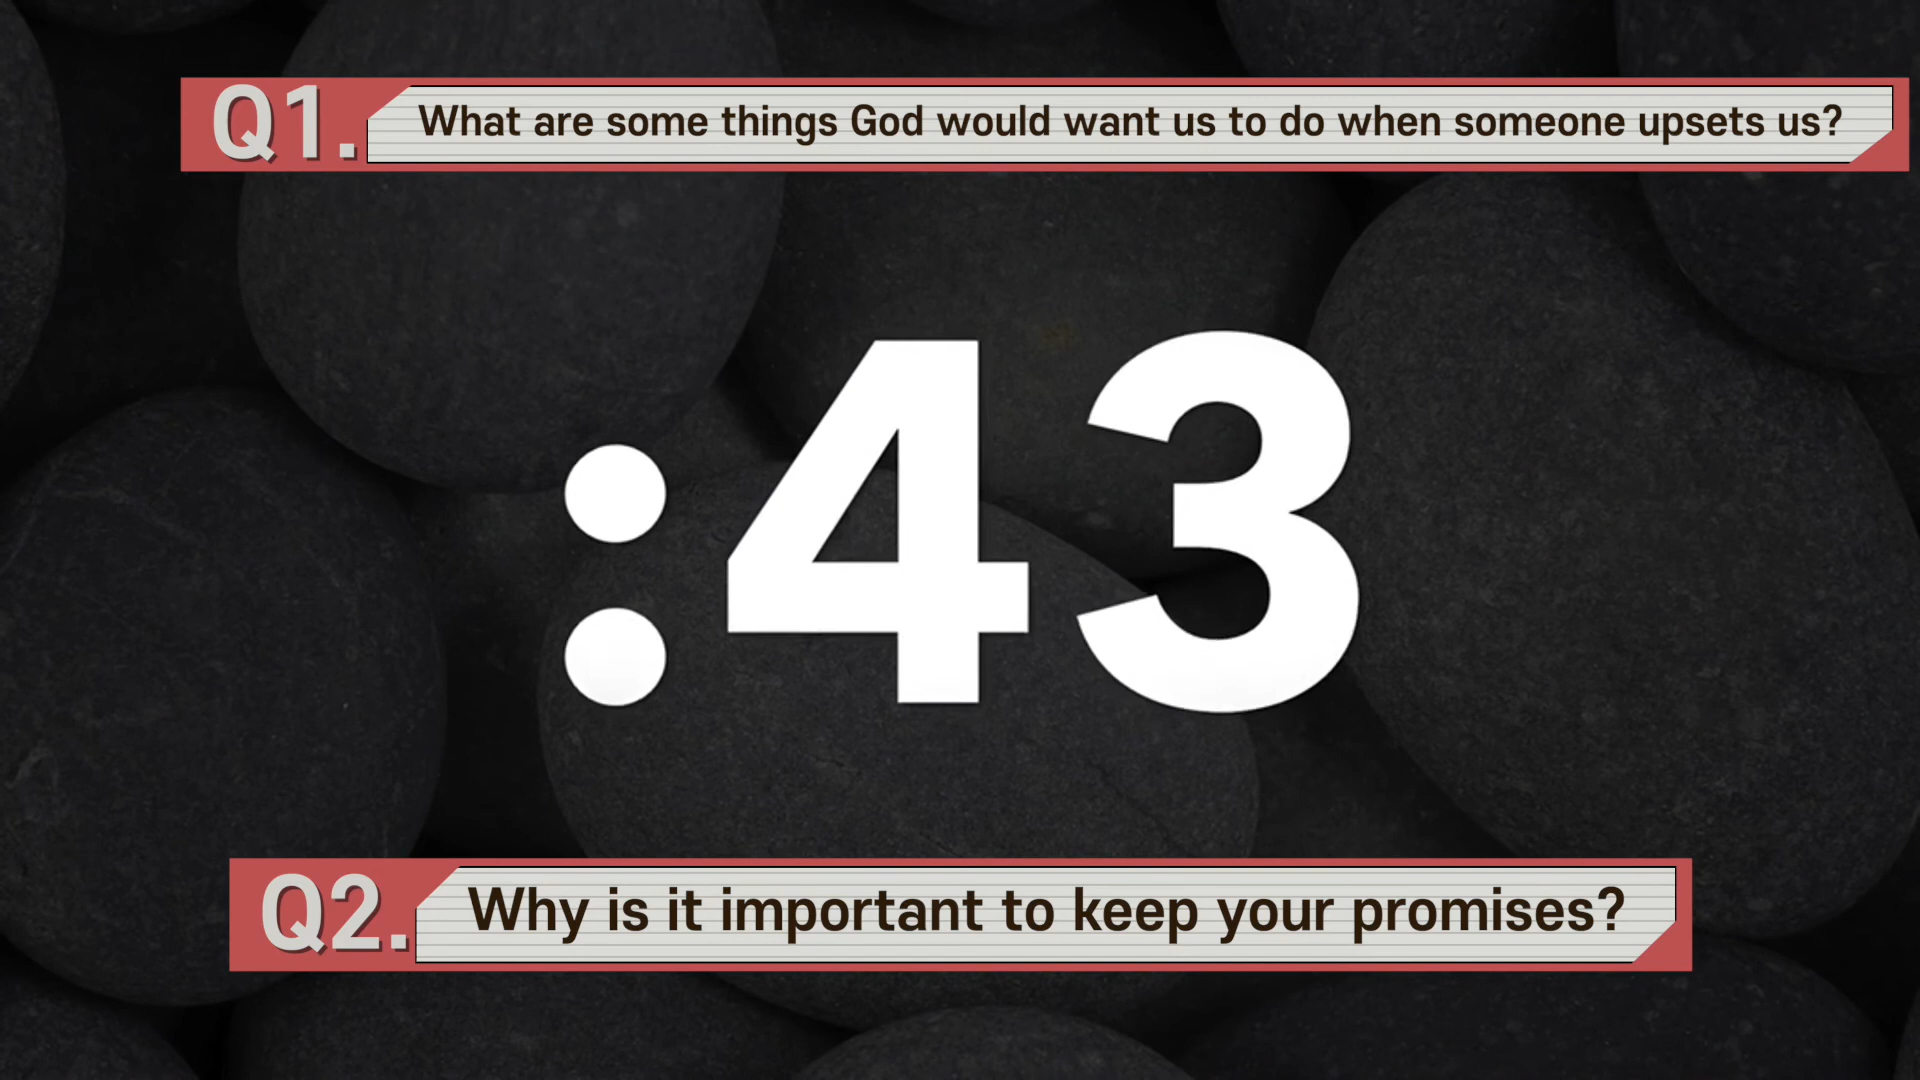 Q1. What are some things God would want us to do when someone upsets us?
:43
Q2. Why is it important to keep your promises?